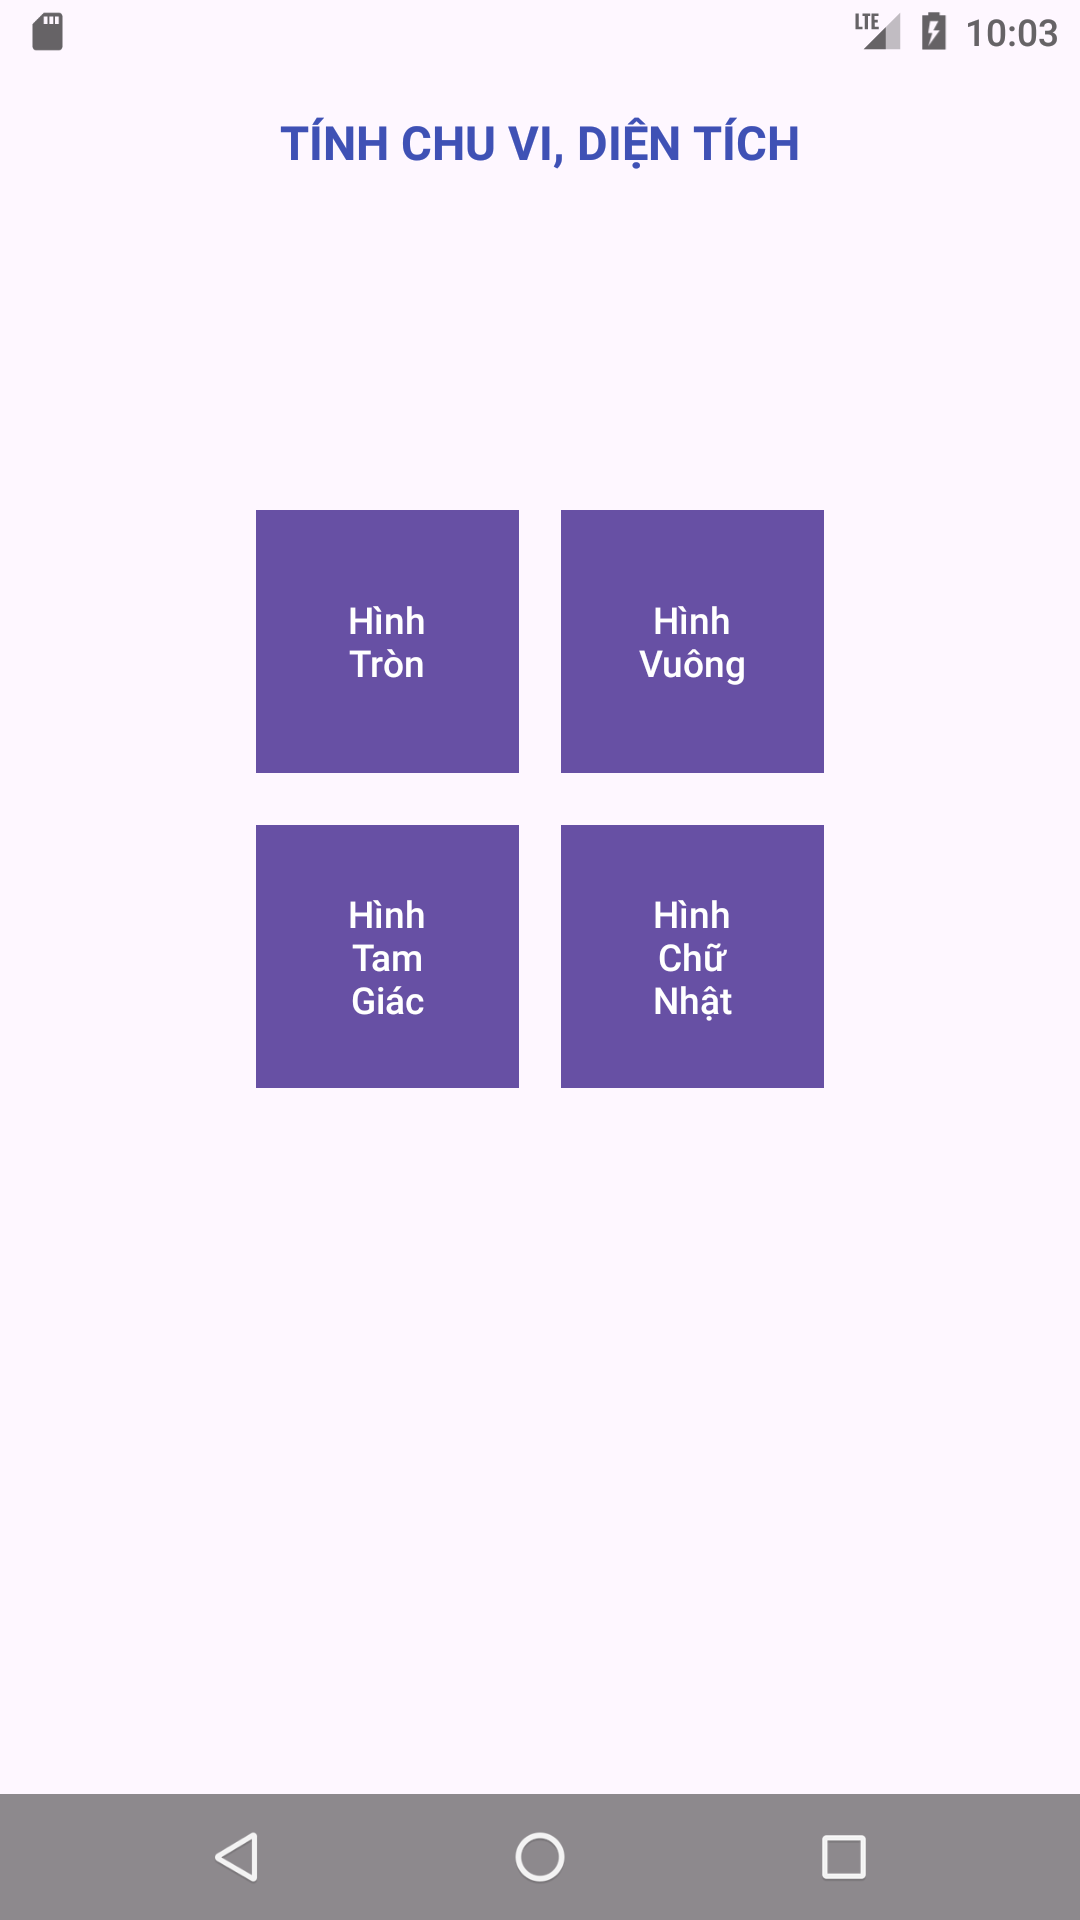 LTE 10:03
TÍNH CHU VI, DIỆN TÍCH
Hình
Tròn
Hình
Vuông
Hình
Tam
Giác
Hình
Chữ
Nhật